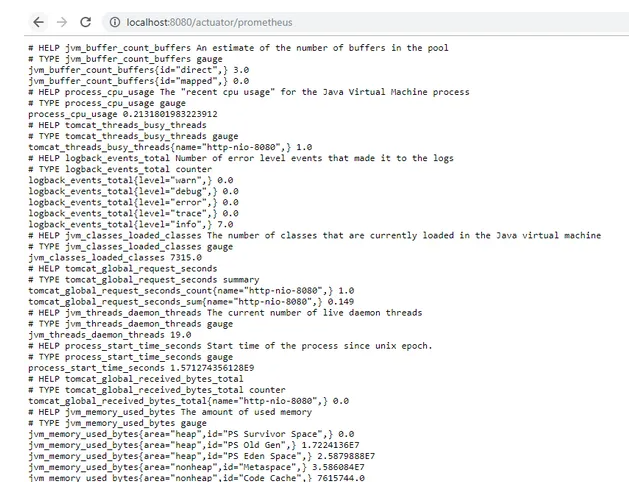 localhost:8080/actuator/prometheus
# HELP jvm_buffer_count_buffers An estimate of the number of buffers in the pool
# TYPE jvm_buffer_count_buffers gauge
jvm_buffer_count_buffers{id="direct",} 3.0
jvm_buffer_count_buffers{id="mapped",} 0.0
# HELP process_cpu_usage The "recent cpu usage" for the Java Virtual Machine process
# TYPE process_cpu_usage gauge
process_cpu_usage 0.2131801983223912
# HELP tomcat_threads_busy_threads
# TYPE tomcat_threads_busy_threads gauge
tomcat_threads_busy_threads{name="http-nio-8080",} 1.0
# HELP logback_events_total Number of error level events that made it to the logs
# TYPE logback_events_total counter
logback_events_total{level="warn",} 0.0
logback_events_total{level="debug",} 0.0
logback_events_total{level="error",} 0.0
logback_events_total{level="trace",} 0.0
logback_events_total{level="info",} 7.0
# HELP jvm_classes_loaded_classes The number of classes that are currently loaded in the Java virtual machine
# TYPE jvm_classes_loaded_classes gauge
jvm_classes_loaded_classes 7315.0
# HELP tomcat_global_request_seconds
# TYPE tomcat_global_request_seconds summary
tomcat_global_request_seconds_count{name="http-nio-8080",} 1.0
tomcat_global_request_seconds_sum{name="http-nio-8080",} 0.149
# HELP jvm_threads_daemon_threads The current number of live daemon threads
# TYPE jvm_threads_daemon_threads gauge
jvm_threads_daemon_threads 19.0
# HELP process_start_time_seconds Start time of the process since unix epoch.
# TYPE process_start_time_seconds gauge
process_start_time_seconds 1.571274356128E9
# HELP tomcat_global_received_bytes_total
# TYPE tomcat_global_received_bytes_total counter
tomcat_global_received_bytes_total{name="http-nio-8080",} 0.0
# HELP jvm_memory_used_bytes The amount of used memory
# TYPE jvm_memory_used_bytes gauge
jvm_memory_used_bytes{area="heap",id="PS Survivor Space",} 0.0
jvm_memory_used_bytes{area="heap",id="PS Old Gen",} 1.7224136E7
jvm_memory_used_bytes{area="heap",id="PS Eden Space",} 2.5879888E7
jvm_memory_used_bytes{area="nonheap",id="Metaspace",} 3.586084E7
jvm_memory_used_bytes{area="nonheap",id="Code Cache",} 7615744.0